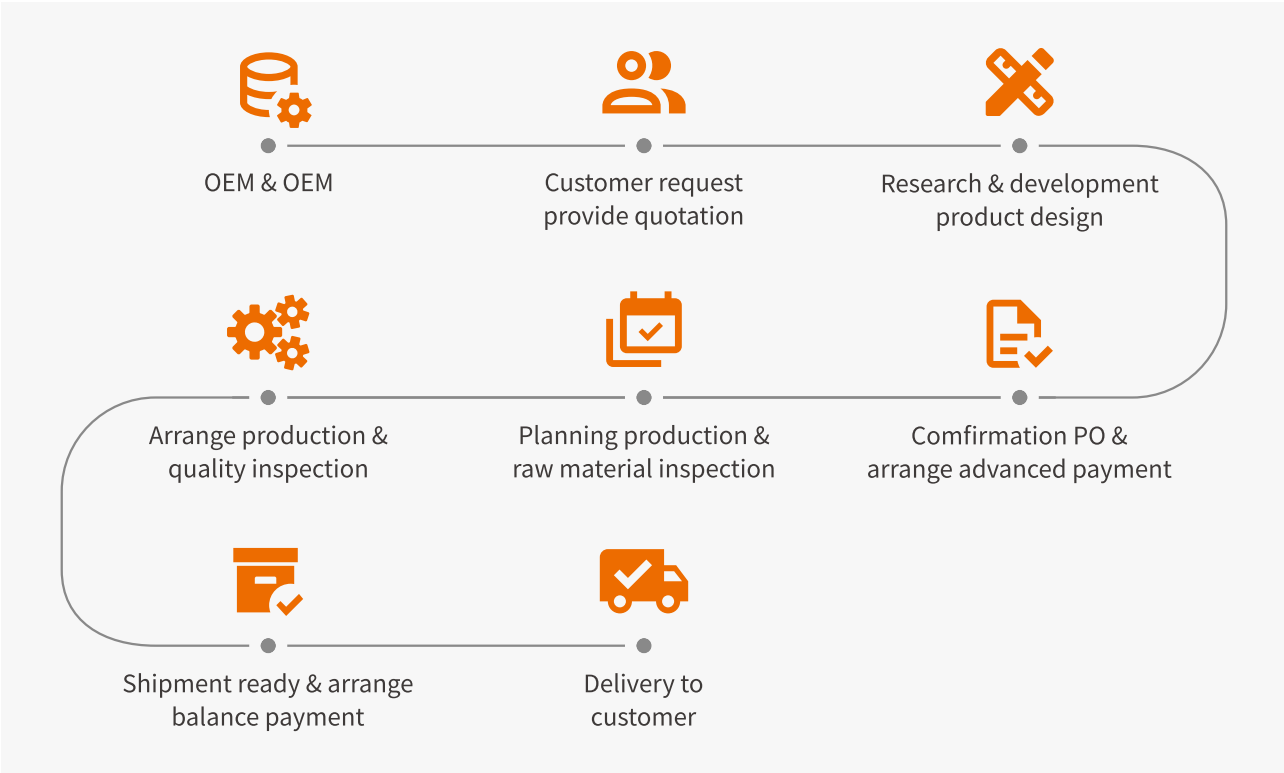 OEM & OEM
Customer request
provide quotation
Research & development
product design
Arrange production &
quality inspection
Planning production &
raw material inspection
Comfirmation PO &
arrange advanced payment
Shipment ready & arrange
balance payment
Delivery to
customer